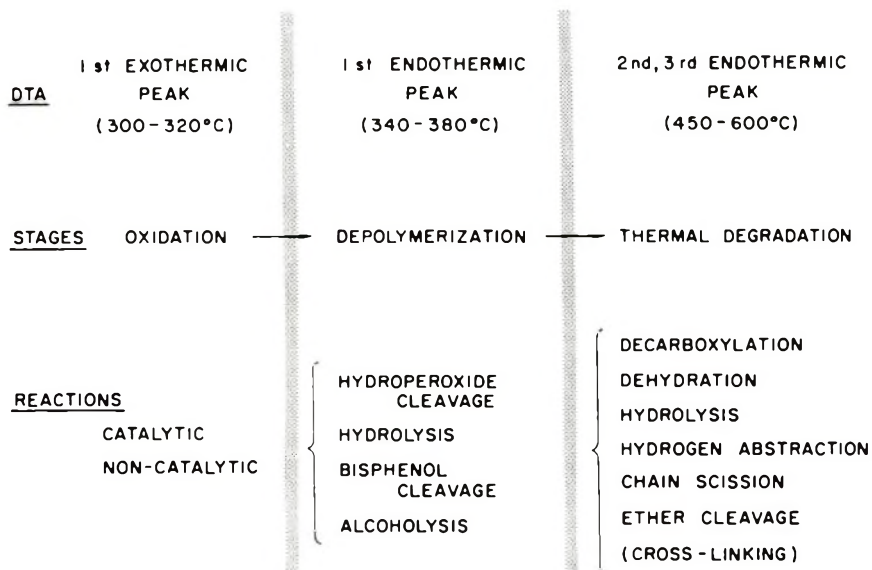 DTA
1st EXOTHERMIC
PEAK
(300-320°C)
1st ENDOTHERMIC
PEAK
(340-380°C)
2nd, 3rd ENDOTHERMIC
PEAK
(450-600°C)
STAGES
OXIDATION
DEPOLYMERIZATION
THERMAL DEGRADATION
REACTIONS
CATALYTIC
NON-CATALYTIC
HYDROPEROXIDE
CLEAVAGE
HYDROLYSIS
BISPHENOL
CLEAVAGE
ALCOHOLYSIS
DECARBOXYLATION
DEHYDRATION
HYDROLYSIS
HYDROGEN ABSTRACTION
CHAIN SCISSION
ETHER CLEAVAGE
(CROSS-LINKING)